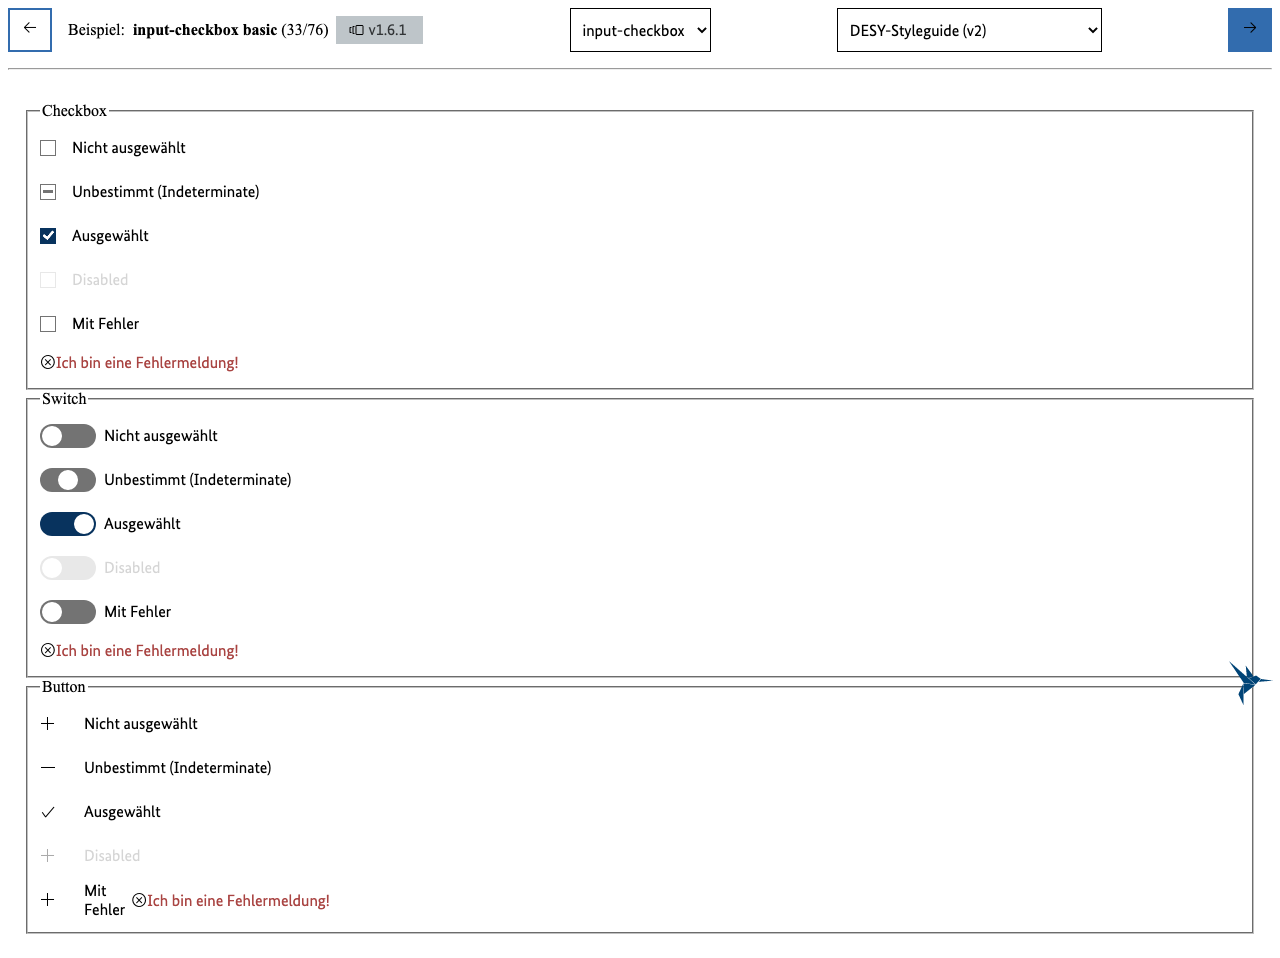 Beispiel: input-checkbox basic (33/76) v1.6.1 input-checkbox DESY-Styleguide (v2)
Checkbox
Nicht ausgewählt
Unbestimmt (Indeterminate)
Ausgewählt
Disabled
Mit Fehler
Ich bin eine Fehlermeldung!
Switch
Nicht ausgewählt
Unbestimmt (Indeterminate)
Ausgewählt
Disabled
Mit Fehler
Ich bin eine Fehlermeldung!
Button
Nicht ausgewählt
Unbestimmt (Indeterminate)
Ausgewählt
Disabled
Mit
Fehler
Ich bin eine Fehlermeldung!